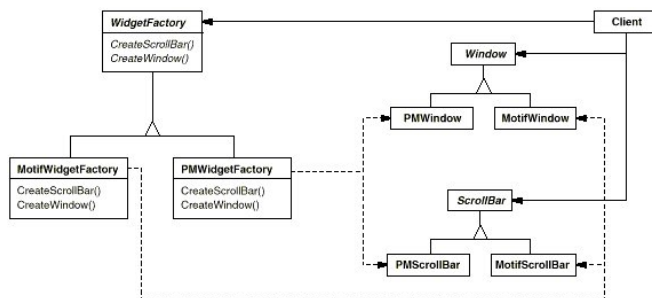 WidgetFactory
CreateScrollBar()
CreateWindow()
Client
Window
PMWindow
MotifWindow
MotifWidgetFactory
CreateScrollBar()
CreateWindow()
PMWidgetFactory
CreateScrollBar()
CreateWindow()
ScrollBar
PMScrollBar
MotifScrollBar